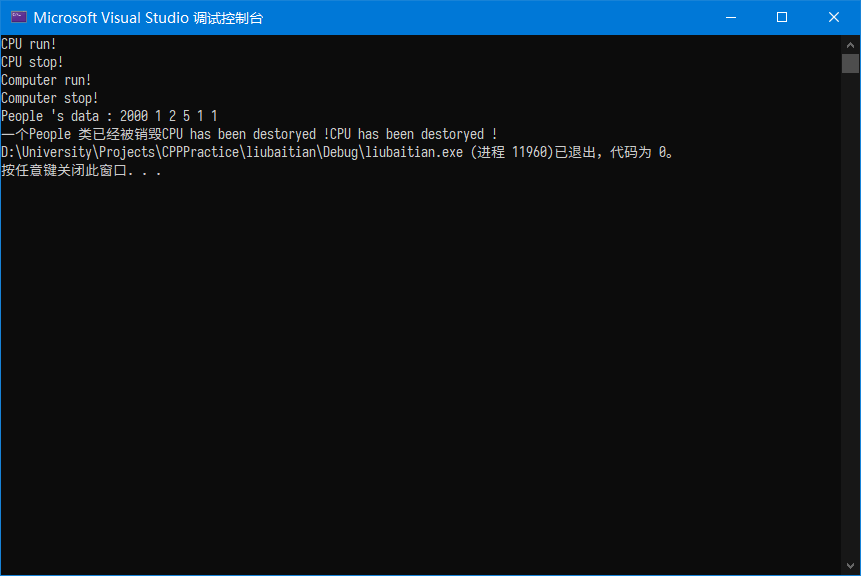 Microsoft Visual Studio 调试控制台
CPU run!
CPU stop!
Computer run!
Computer stop!
People 's data : 2000 1 2 5 1 1
一个People 类已经被销毁CPU has been destoryed !CPU has been destoryed !
D:\University\Projects\CPPPractice\liubaitian\Debug\liubaitian.exe (进程 11960)已退出，代码为 0。
按任意键关闭此窗口. . .